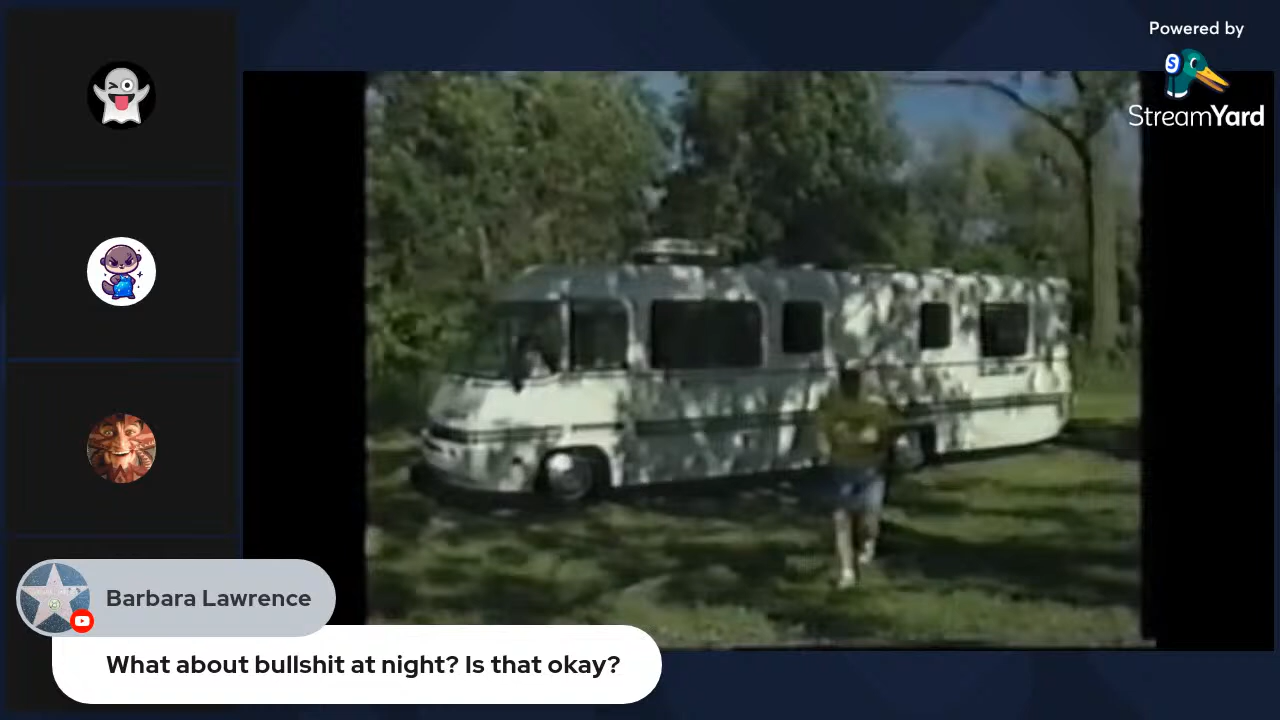 Powered by
StreamYard
Barbara Lawrence
What about bullshit at night? Is that okay?